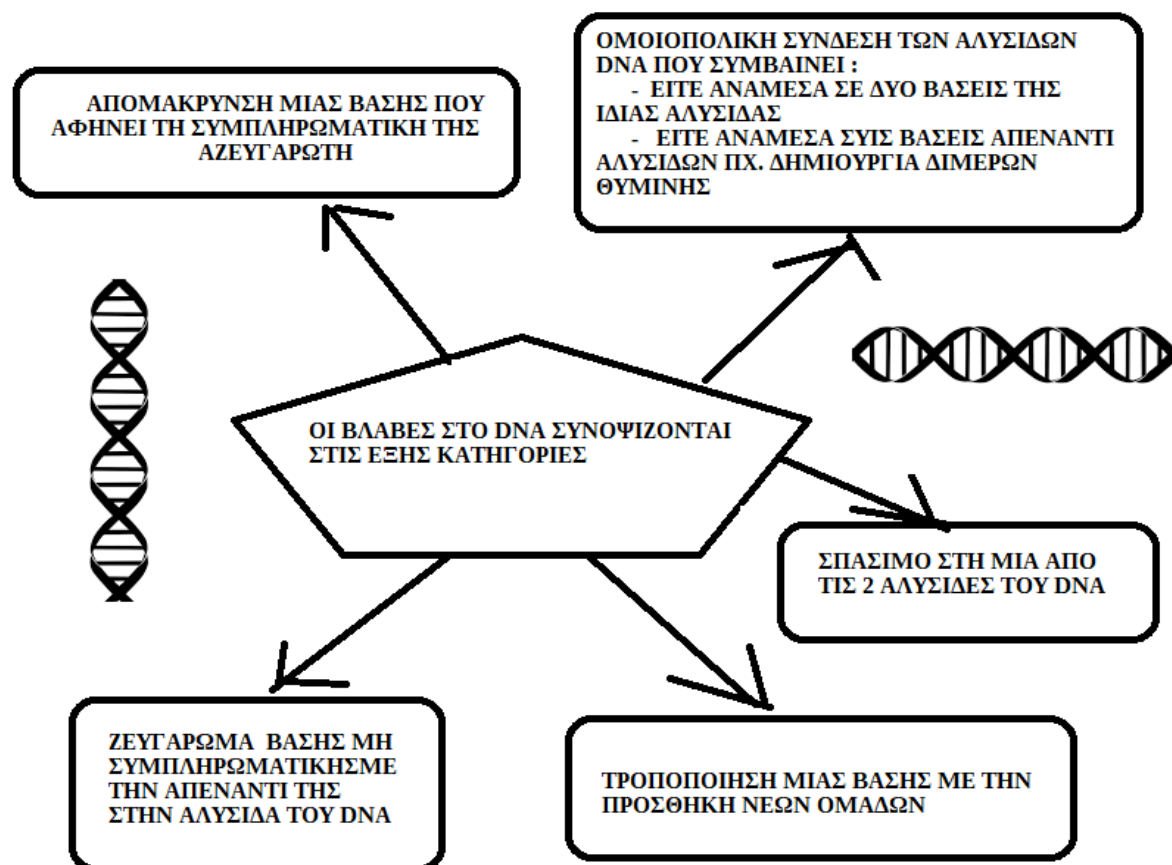 ΑΠΟΜΑΚΡΥΝΣΗ ΜΙΑΣ ΒΑΣΗΣ ΠΟΥ
ΑΦΗΝΕΙ ΤΗ ΣΥΜΠΛΗΡΩΜΑΤΙΚΗ ΤΗΣ
ΑΖΕΥΓΑΡΩΤΗ
ΟΜΟΙΟΠΟΛΙΚΗ ΣΥΝΔΕΣΗ ΤΩΝ ΑΛΥΣΙΔΩΝ
DNA ΠΟΥ ΣΥΜΒΑΙΝΕΙ :
- ΕΙΤΕ ΑΝΑΜΕΣΑ ΣΕ ΔΥΟ ΒΑΣΕΙΣ ΤΗΣ
ΙΔΙΑΣ ΑΛΥΣΙΔΑΣ
- ΕΙΤΕ ΑΝΑΜΕΣΑ ΣΥΙΣ ΒΑΣΕΙΣ ΑΠΕΝΑΝΤΙ
ΑΛΥΣΙΔΩΝ ΠΧ. ΔΗΜΙΟΥΡΓΙΑ ΔΙΜΕΡΩΝ
ΘΥΜΙΝΗΣ
ΟΙ ΒΛΑΒΕΣ ΣΤΟ DNA ΣΥΝΟΨΙΖΟΝΤΑΙ
ΣΤΙΣ ΕΞΗΣ ΚΑΤΗΓΟΡΙΕΣ
ΣΠΑΣΙΜΟ ΣΤΗ ΜΙΑ ΑΠΟ
ΤΙΣ 2 ΑΛΥΣΙΔΕΣ ΤΟΥ DNA
ΖΕΥΓΑΡΩΜΑ ΒΑΣΗΣ ΜΗ
ΣΥΜΠΛΗΡΩΜΑΤΙΚΗΣΜΕ
ΤΗΝ ΑΠΕΝΑΝΤΙ ΤΗΣ
ΣΤΗΝ ΑΛΥΣΙΔΑ ΤΟΥ DNA
ΤΡΟΠΟΠΟΙΗΣΗ ΜΙΑΣ ΒΑΣΗΣ ΜΕ ΤΗΝ
ΠΡΟΣΘΗΚΗ ΝΕΩΝ ΟΜΑΔΩΝ